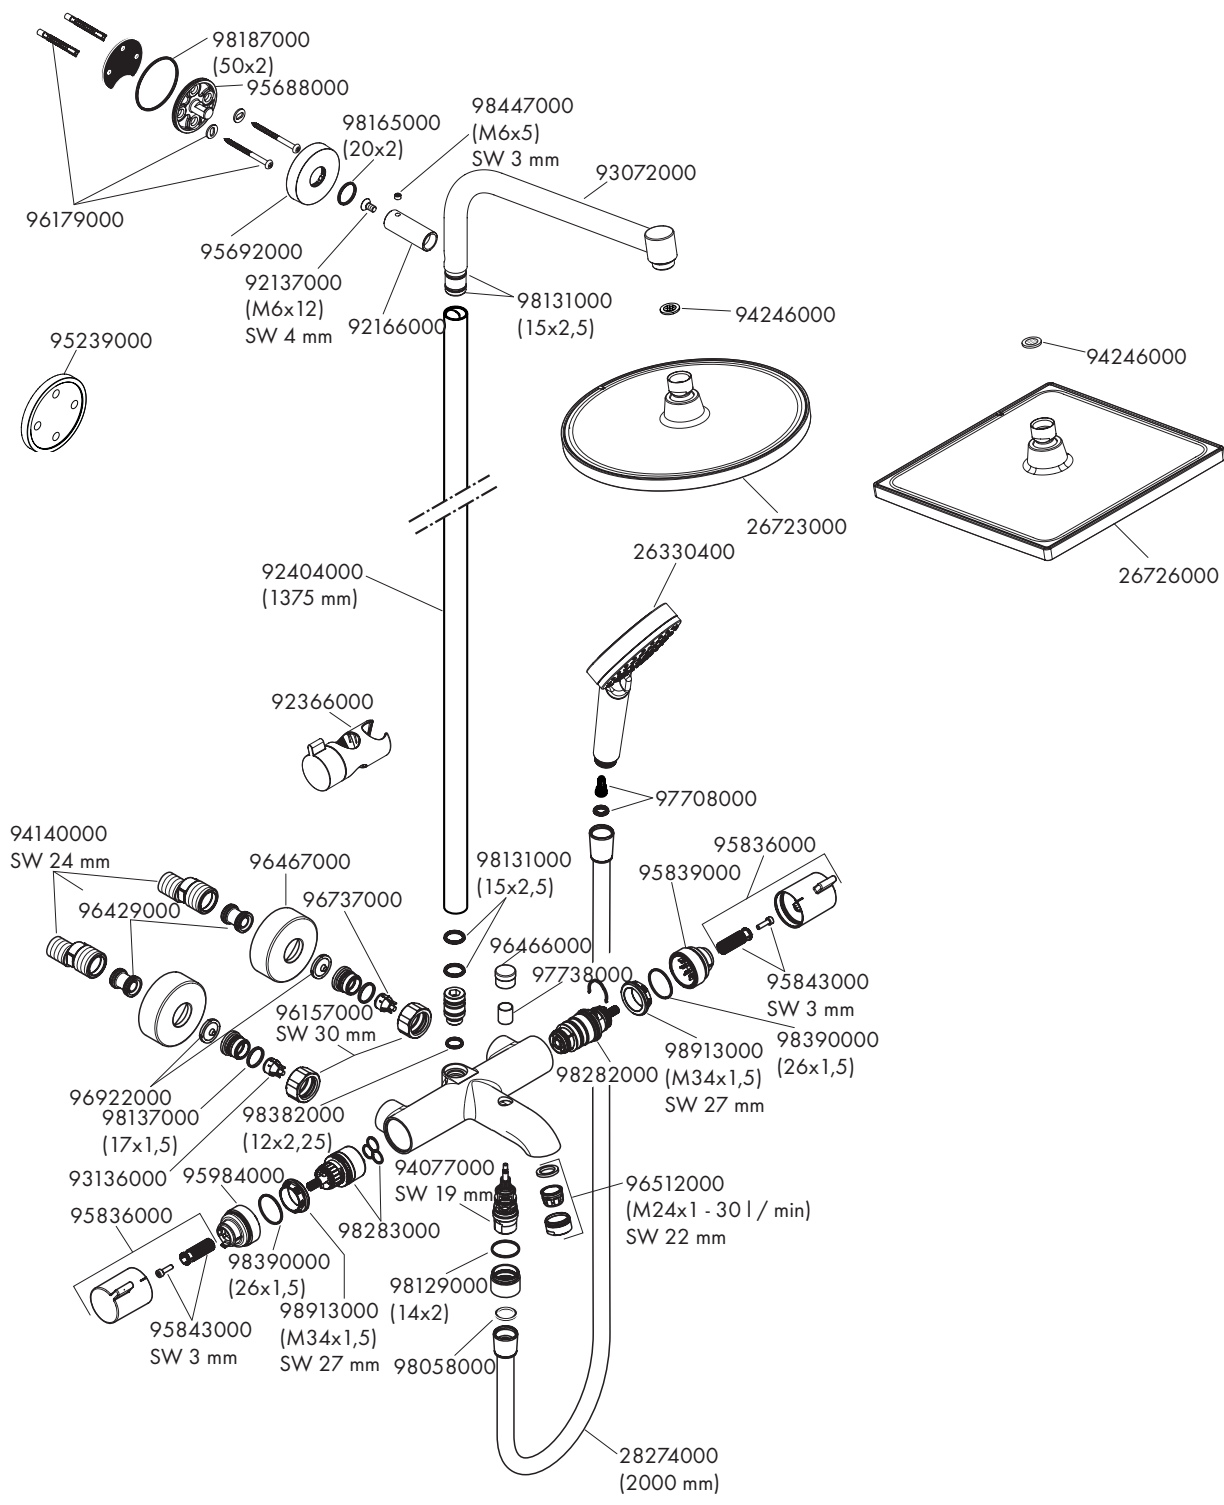 98187000
(50x2)
95688000
98447000
(M6x5)
SW 3 mm
98165000
(20x2)
93072000
96179000
95692000
92137000
(M6x12)
SW 4 mm
92166000
98131000
(15x2,5)
94246000
95239000
94246000
26723000
26330400
26726000
92404000
(1375 mm)
92366000
97708000
94140000
SW 24 mm
96467000
98131000
(15x2,5)
95836000
95839000
96429000
96737000
96466000
97738000
95843000
SW 3 mm
96157000
SW 30 mm
98390000
(26x1,5)
98913000
(M34x1,5)
SW 27 mm
98282000
96922000
98137000
(17x1,5)
98382000
(12x2,25)
93136000
95984000
94077000
SW 19 mm
96512000
(M24x1 - 30 l / min)
SW 22 mm
95836000
98283000
98390000
(26x1,5)
98129000
(14x2)
98913000
(M34x1,5)
SW 27 mm
95843000
SW 3 mm
98058000
28274000
(2000 mm)